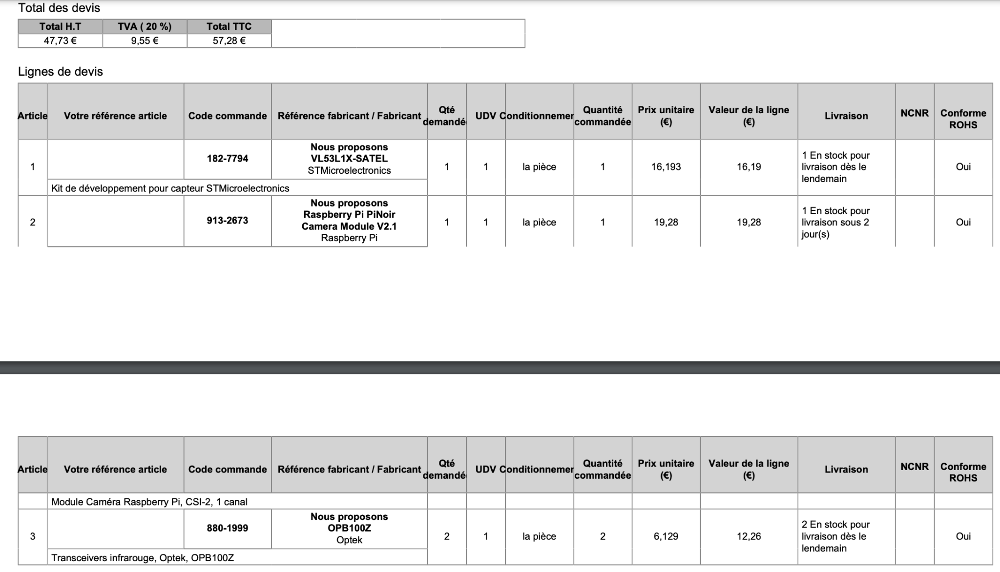 Total des devis
Total H.T TVA ( 20 %) Total TTC
47,73 € 9,55 € 57,28 €
Lignes de devis
Article Votre référence article Code commande Référence fabricant / Fabricant Qté demandé UDV Conditionnemer Quantité commandée Prix unitaire (€) Valeur de la ligne (€) Livraison NCNR Conforme ROHS
1 182-7794 Nous proposons VL53L1X-SATEL STMicroelectronics 1 1 la pièce 1 16,193 16,19 1 En stock pour livraison dès le lendemain Oui
Kit de développement pour capteur STMicroelectronics
2 913-2673 Nous proposons Raspberry Pi PiNoir Camera Module V2.1 Raspberry Pi 1 1 la pièce 1 19,28 19,28 1 En stock pour livraison sous 2 jour(s) Oui
Article Votre référence article Code commande Référence fabricant / Fabricant Qté demandé UDV Conditionnemer Quantité commandée Prix unitaire (€) Valeur de la ligne (€) Livraison NCNR Conforme ROHS
Module Caméra Raspberry Pi, CSI-2, 1 canal
3 880-1999 Nous proposons OPB100Z Optek 2 1 la pièce 2 6,129 12,26 2 En stock pour livraison dès le lendemain Oui
Transceivers infrarouge, Optek, OPB100Z